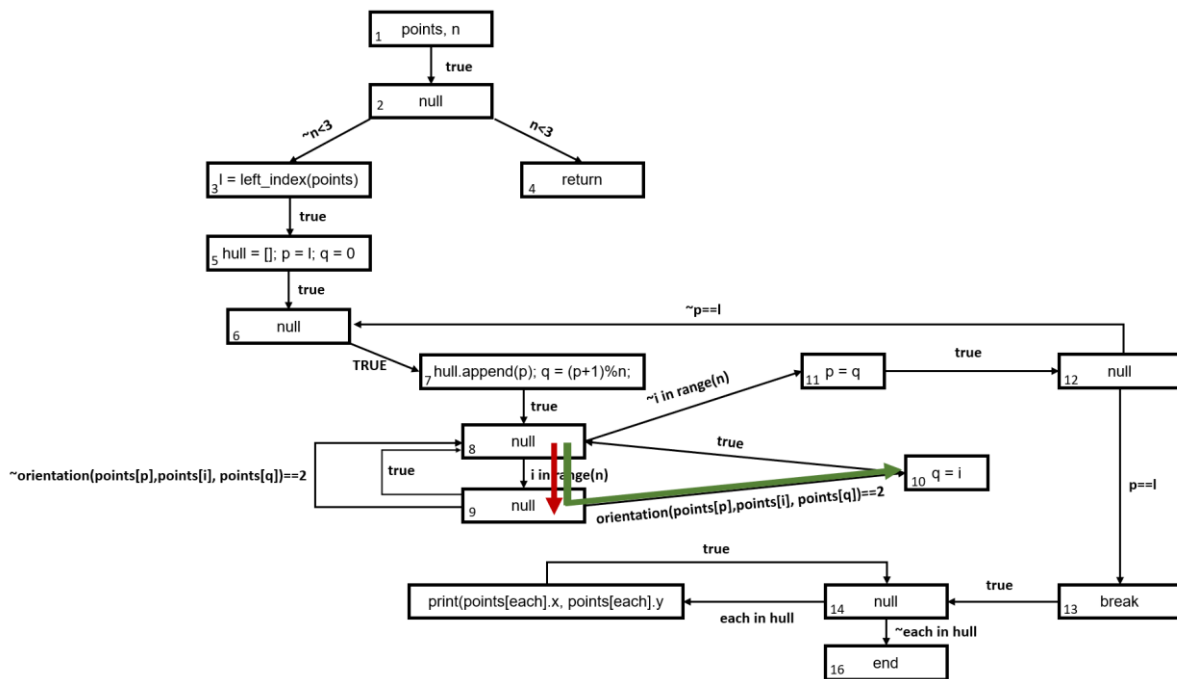 points, n
1
true
null
2
~n<3
n<3
l = left_index(points)
3
return
4
true
hull = []; p = l; q = 0
5
true
~p==l
null
6
TRUE
hull.append(p); q = (p+1)%n;
7
~i in range(n)
p = q
11
true
null
12
true
null
8
true
~orientation(points[p],points[i], points[q])==2
true
i in range(n)
q = i
10
null
9
orientation(points[p],points[i], points[q])==2
p==l
true
print(points[each].x, points[each].y
each in hull
null
14
true
break
13
~each in hull
end
16